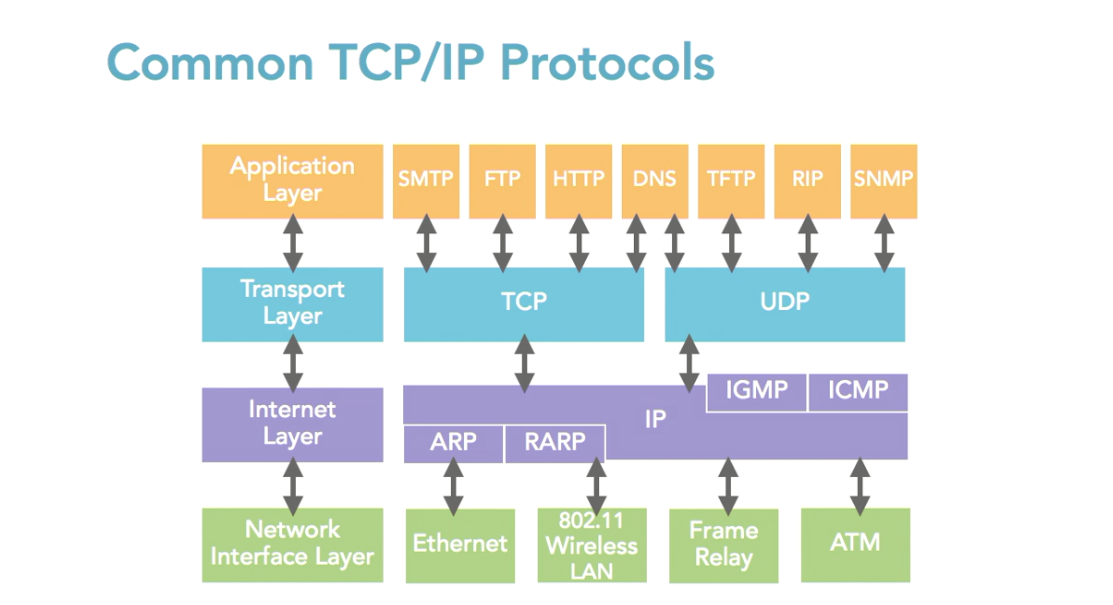 Common TCP/IP Protocols
Application
Layer
SMTP
FTP
HTTP
DNS
TFTP
RIP
SNMP
Transport
Layer
TCP
UDP
Internet
Layer
IP
IGMP
ICMP
ARP
RARP
Network
Interface Layer
Ethernet
802.11
Wireless
LAN
Frame
Relay
ATM